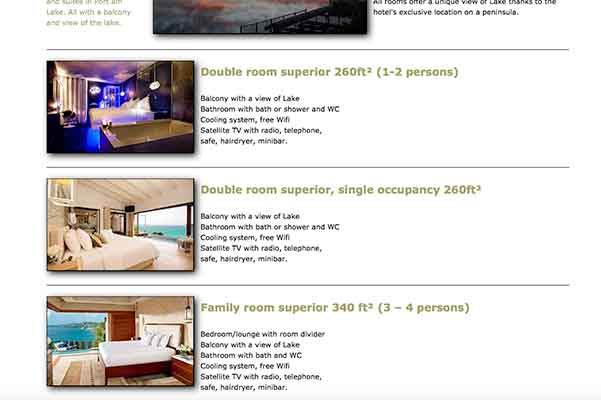 and suites in Port am
Lake. All with a balcony
and view of the lake.
All rooms offer a unique view of Lake thanks to the
hotel's exclusive location on a peninsula.
Double room superior 260ft² (1-2 persons)
Balcony with a view of Lake
Bathroom with bath or shower and WC
Cooling system, free Wifi
Satellite TV with radio, telephone,
safe, hairdryer, minibar.
Double room superior, single occupancy 260ft²
Balcony with a view of Lake
Bathroom with bath or shower and WC
Cooling system, free Wifi
Satellite TV with radio, telephone,
safe, hairdryer, minibar.
Family room superior 340 ft² (3 – 4 persons)
Bedroom/lounge with room divider
Balcony with a view of Lake
Bathroom with bath and WC
Cooling system, free Wifi
Satellite TV with radio, telephone,
safe, hairdryer, minibar.